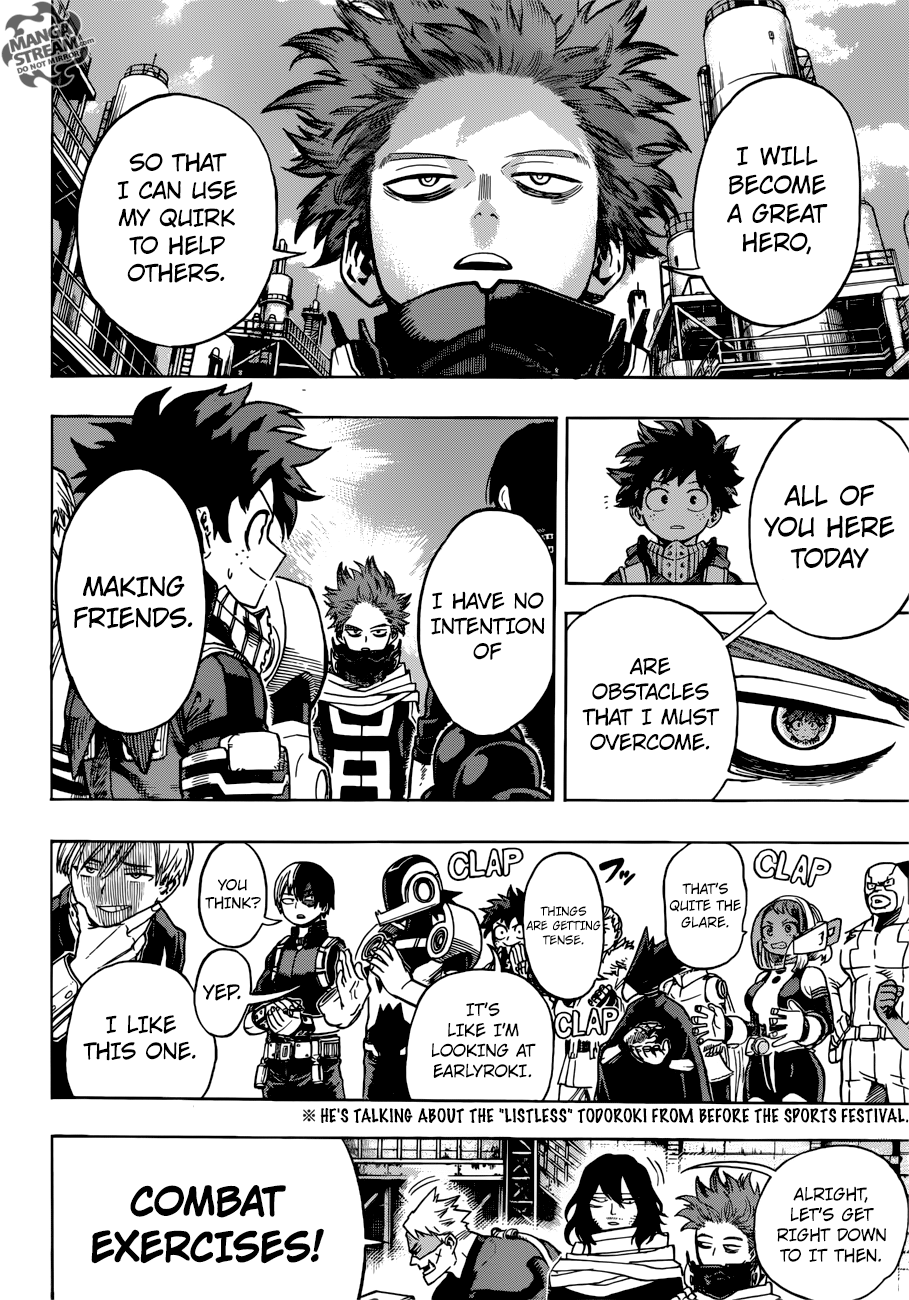 MANGA
STREAM.com
DO NOT MIRROR
I WILL
BECOME
A GREAT
HERO,
SO THAT
I CAN USE
MY QUIRK
TO HELP
OTHERS.
ALL OF
YOU HERE
TODAY
ARE
OBSTACLES
THAT I MUST
OVERCOME.
I HAVE NO
INTENTION
OF
MAKING
FRIENDS.
CLAP
THAT'S
QUITE THE
GLARE.
フッ
THINGS
ARE GETTING
TENSE.
CLAP
CLAP
IT'S
LIKE I'M
LOOKING AT
EARLYROKI.
YOU
THINK?
YEP.
I LIKE
THIS ONE.
※ HE'S TALKING ABOUT THE "LISTLESS" TODOROKI FROM BEFORE THE SPORTS FESTIVAL.
ALRIGHT,
LET'S GET
RIGHT DOWN
TO IT THEN.
COMBAT
EXERCISES!